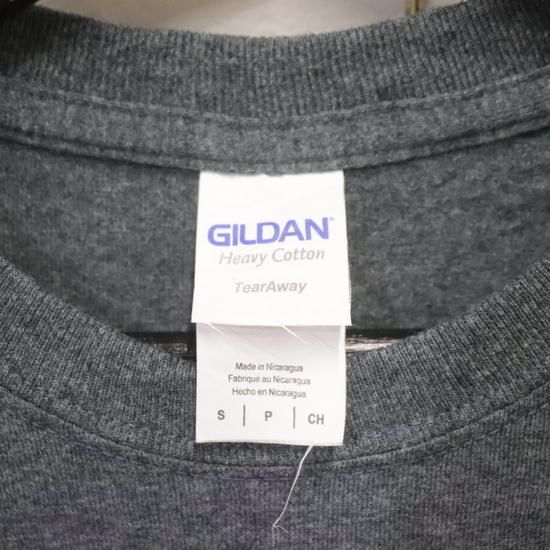 GILDAN®
Heavy Cotton
TearAway
Made in Nicaragua
Fabriqué au Nicaragua
Hecho en Nicaragua
S | P | CH